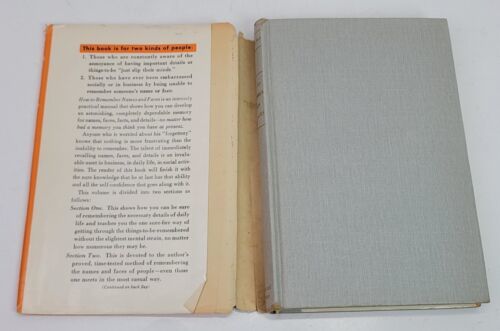 This book is for two kinds of people:
1. Those who are constantly aware of the
annoyance of having important details or
things-to-be "just slip their minds."
2. Those who have ever been embarrassed
socially or in business by being unable to
remember someone's name or face.
How to Remember Names and Faces is an intensely
practical manual that shows how you can develop
an astonishing, completely dependable memory
for names, faces, facts, and details—no matter how
bad a memory you think you have at present.
Anyone who is worried about his "forgetery"
knows that nothing is more frustrating than the
inability to remember. The talent of immediately
recalling names, faces, and details is an invalu-
able asset in business, in daily life, in social activi-
ties. The reader of this book will finish it with
the sure knowledge that he at last has that ability
and all the self-confidence that goes along with it.
This volume is divided into two sections as
follows:
Section One. This shows how you can be sure
of remembering the necessary details of daily
life and teaches you the one sure-fire way of
getting through the things-to-be-remembered
without the slightest mental strain, no matter
how numerous they may be.
Section Two. This is devoted to the author's
proved, time-tested method of remembering
the names and faces of people—even those
one meets in the most casual way.
(Continued on back flap)